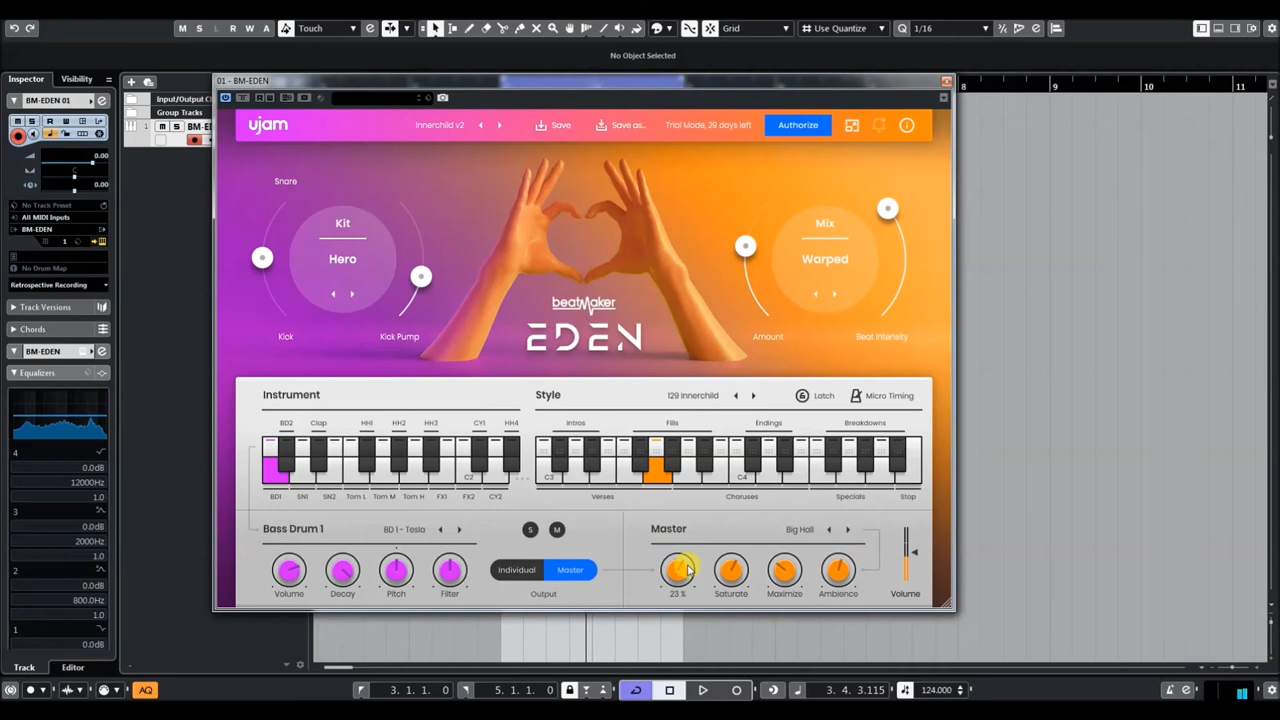 M S L R W A
Touch
Grid
Use Quantize
Q 1/16
No Object Selected
Inspector Visibility
01 - BM-EDEN
8 9 10 11
BM-EDEN 01
Input/Output C
Group Tracks
1 M S BM-ED
0.00
C
0.00
No Track Preset
All MIDI Inputs
BM-EDEN
1
No Drum Map
Retrospective Recording
Track Versions
Chords
BM-EDEN
Equalizers
4
0.0dB
12000Hz
1.0
3
0.0dB
2000Hz
1.0
2
0.0dB
800.0Hz
1.0
1
0.0dB
Track Editor
ujam
Innerchild v2
Save
Save as..
Trial Mode, 29 days left
Authorize
Snare
Kit
Hero
Kick
Kick Pump
beatMaker
EDEN
Mix
Warped
Amount
Beat Intensity
Instrument
Style
129 Innerchild
Latch
Micro Timing
BD2 Clap HH1 HH2 HH3 CY1 HH4
Intros Fills Endings Breakdowns
C2 C3 C4
BD1 SN1 SN2 Tom L Tom M Tom H FX1 FX2 CY2
Verses Choruses Specials Stop
Bass Drum 1
BD 1 - Tesla
S M
Master
Big Hall
Individual Master
Volume Decay Pitch Filter
Output
23 % Saturate Maximize Ambience Volume
AQ
3. 1. 1. 0
5. 1. 1. 0
3. 4. 3.115
124.000